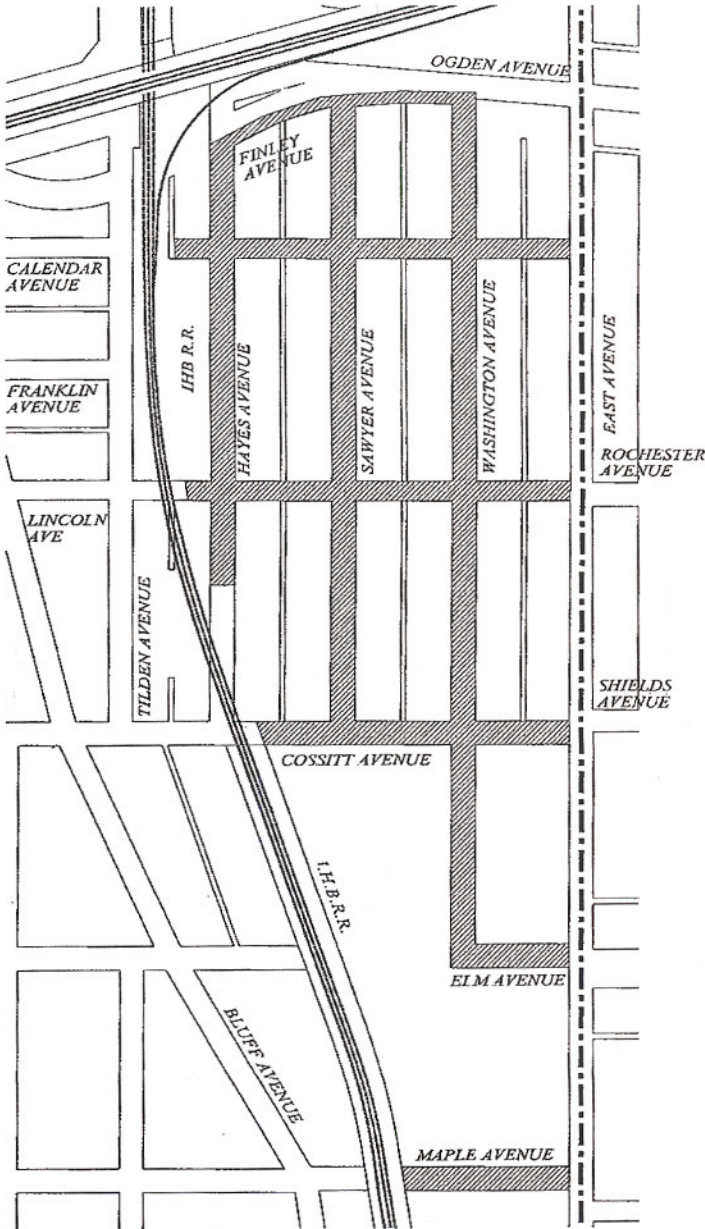 OGDEN AVENUE
FINLEY
AVENUE
CALENDAR
AVENUE
IHB R.R.
HAYES AVENUE
SAWYER AVENUE
WASHINGTON AVENUE
EAST AVENUE
FRANKLIN
AVENUE
ROCHESTER
AVENUE
LINCOLN
AVE
TILDEN AVENUE
SHIELDS
AVENUE
COSSITT AVENUE
I.H.B.R.R.
ELM AVENUE
BLUFF AVENUE
MAPLE AVENUE